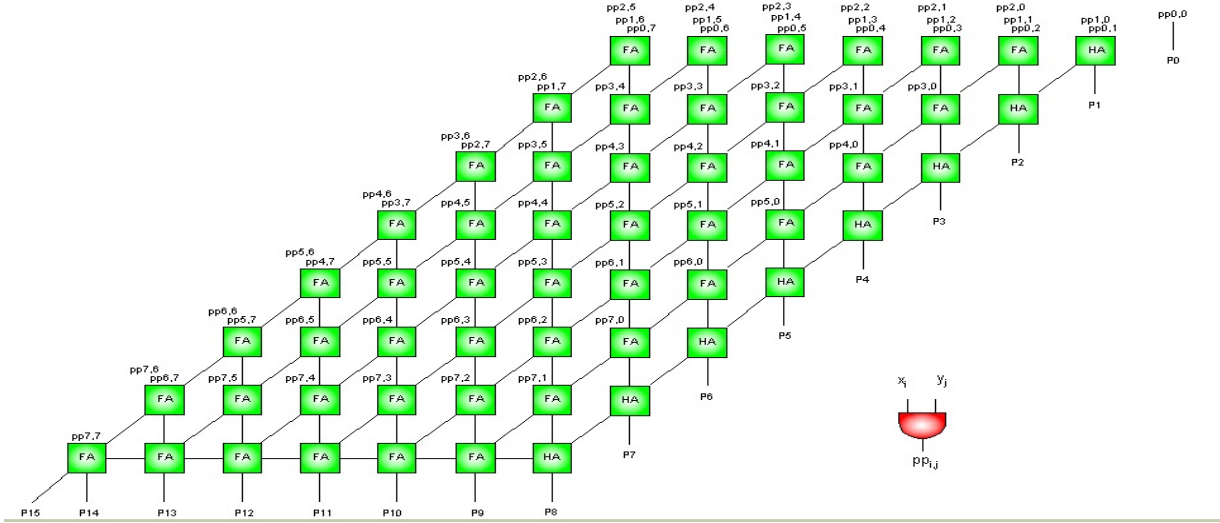 pp2,5 pp2,4 pp2,3 pp2,2 pp2,1 pp2,0
pp1,6 pp1,5 pp1,4 pp1,3 pp1,2 pp1,1 pp1,0 pp0,0
pp0,7 pp0,6 pp0,5 pp0,4 pp0,3 pp0,2 pp0,1
FA FA FA FA FA FA HA
P0
pp2,6
pp1,7 pp3,4 pp3,3 pp3,2 pp3,1 pp3,0
FA FA FA FA FA FA HA
P1
pp3,6
pp2,7 pp3,5 pp4,3 pp4,2 pp4,1 pp4,0
P2
FA FA FA FA FA FA HA
pp4,6
pp3,7 pp4,5 pp4,4 pp5,2 pp5,1 pp5,0
P3
FA FA FA FA FA FA HA
pp5,6
pp4,7 pp5,5 pp5,4 pp5,3 pp6,1 pp6,0
P4
FA FA FA FA FA FA HA
pp6,6
pp5,7 pp6,5 pp6,4 pp6,3 pp6,2 pp7,0
P5
FA FA FA FA FA FA HA
pp7,6
pp6,7 pp7,5 pp7,4 pp7,3 pp7,2 pp7,1
xi yj
P6
FA FA FA FA FA FA HA
pp7,7
P7
FA FA FA FA FA FA HA
ppi,j
P15 P14 P13 P12 P11 P10 P9 P8